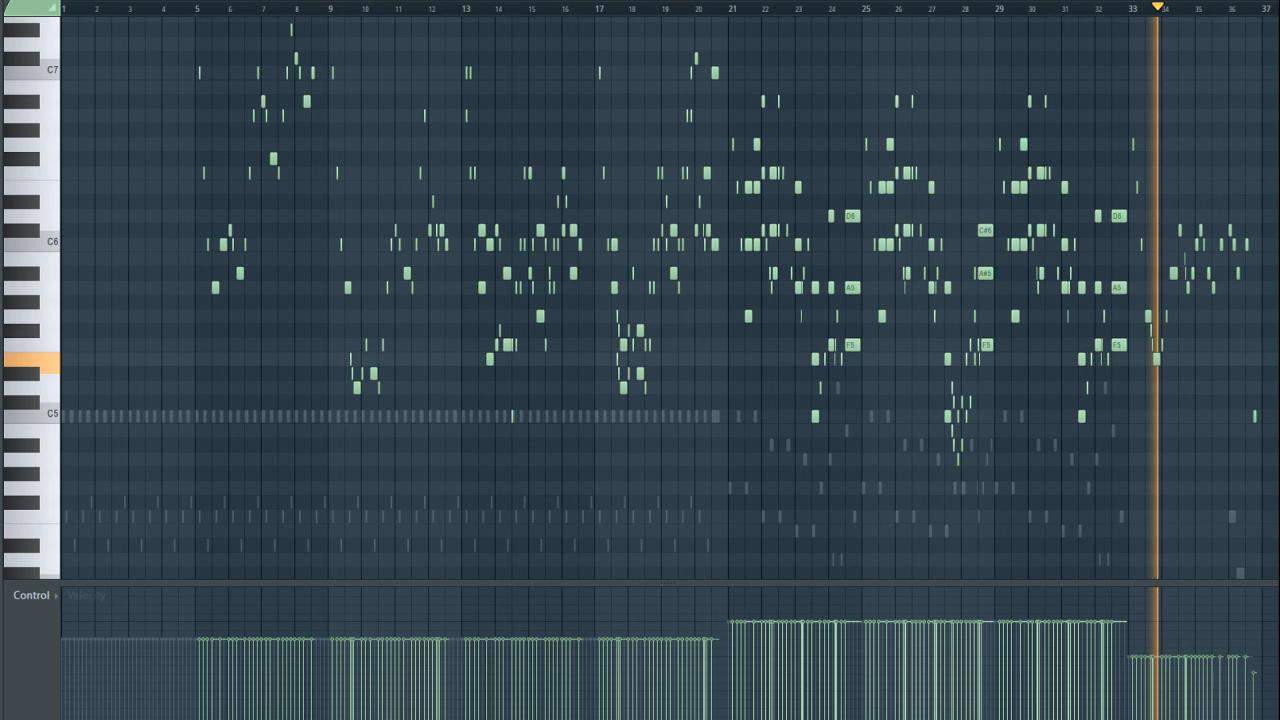 1 2 3 4 5 6 7 8 9 10 11 12 13 14 15 16 17 18 19 20 21 22 23 24 25 26 27 28 29 30 31 32 33 34 35 36 37
C7
D6 D6
C#6
C6
A#5
A5 A5
F5 F5 F5
C5
Control Velocity